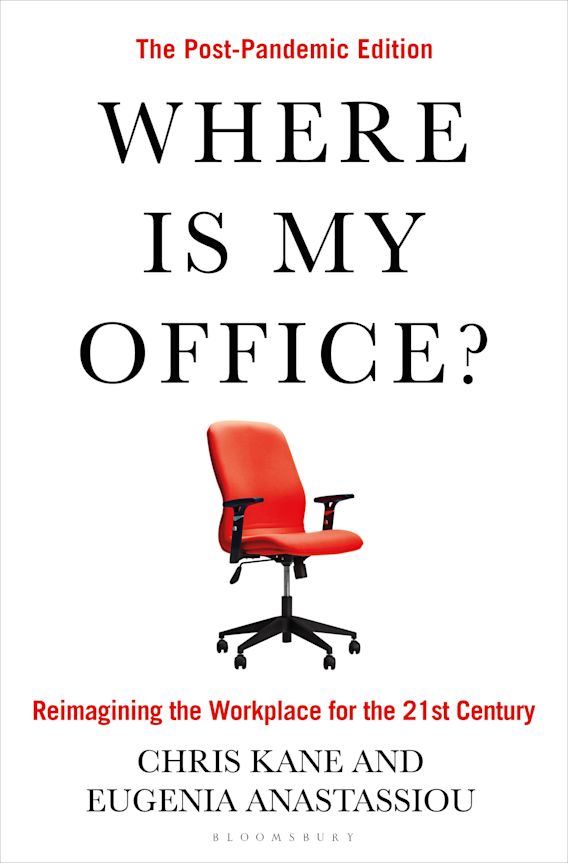 The Post-Pandemic Edition
WHERE
IS MY
OFFICE?
Reimagining the Workplace for the 21st Century
CHRIS KANE AND
EUGENIA ANASTASSIOU
BLOOMSBURY